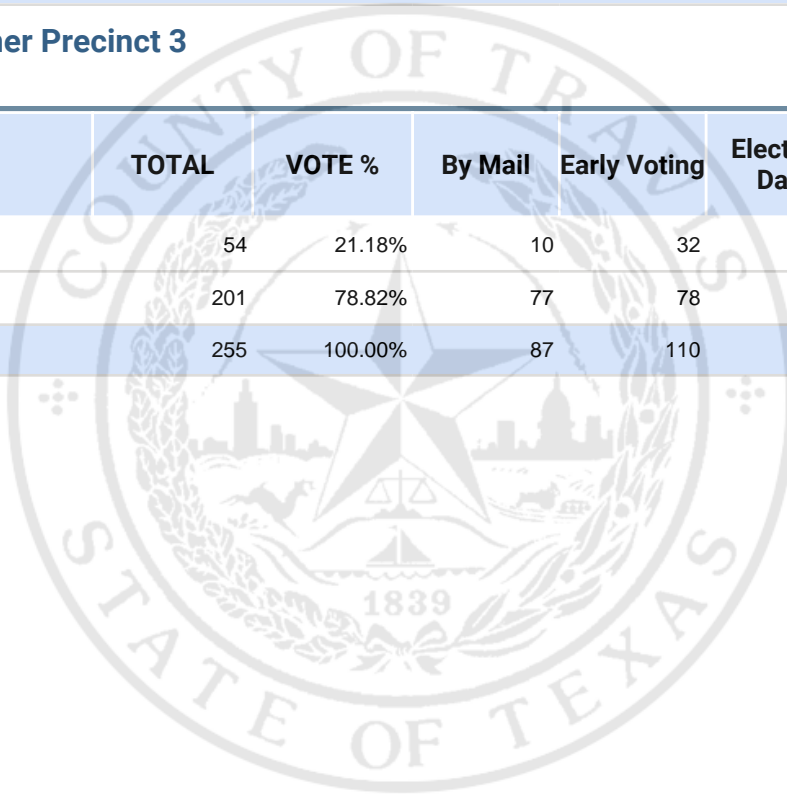 ner Precinct 3
TOTAL VOTE % By Mail Early Voting Elect
Da
54 21.18% 10 32
201 78.82% 77 78
255 100.00% 87 110
COUNTY OF TRAVIS
1839
STATE OF TEXAS